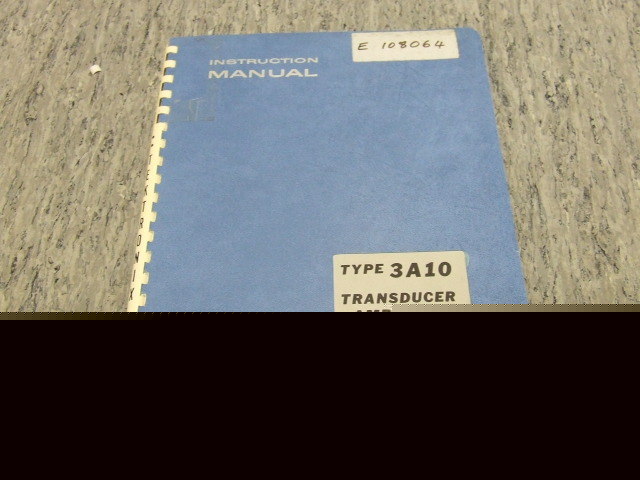 E 108064
INSTRUCTION
MANUAL
TYPE 3A10
TRANSDUCER